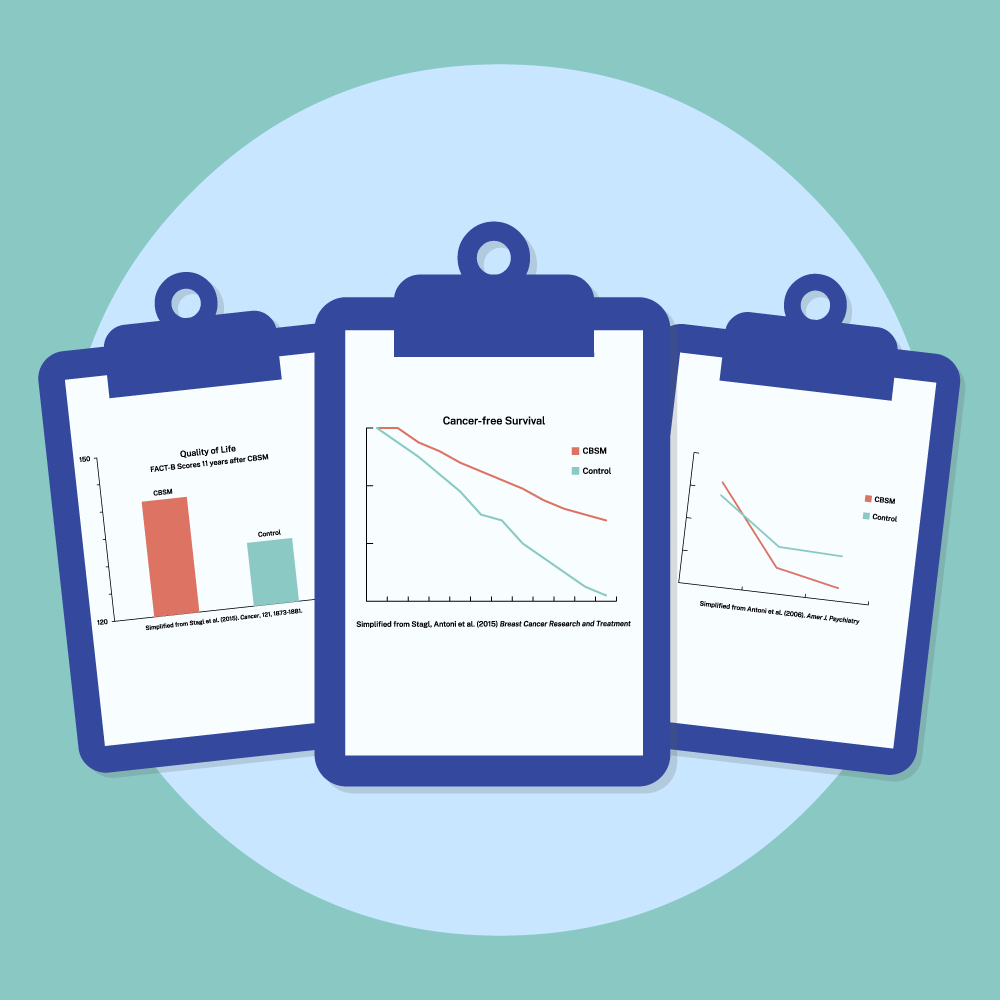 Quality of Life
FACT-B Scores 11 years after CBSM
150
CBSM
Control
120
Simplified from Stagl et al. (2015). Cancer, 121, 1873-1881.
Cancer-free Survival
CBSM
Control
Simplified from Stagl, Antoni et al. (2015) Breast Cancer Research and Treatment
CBSM
Control
Simplified from Antoni et al. (2006). Amer J. Psychiatry